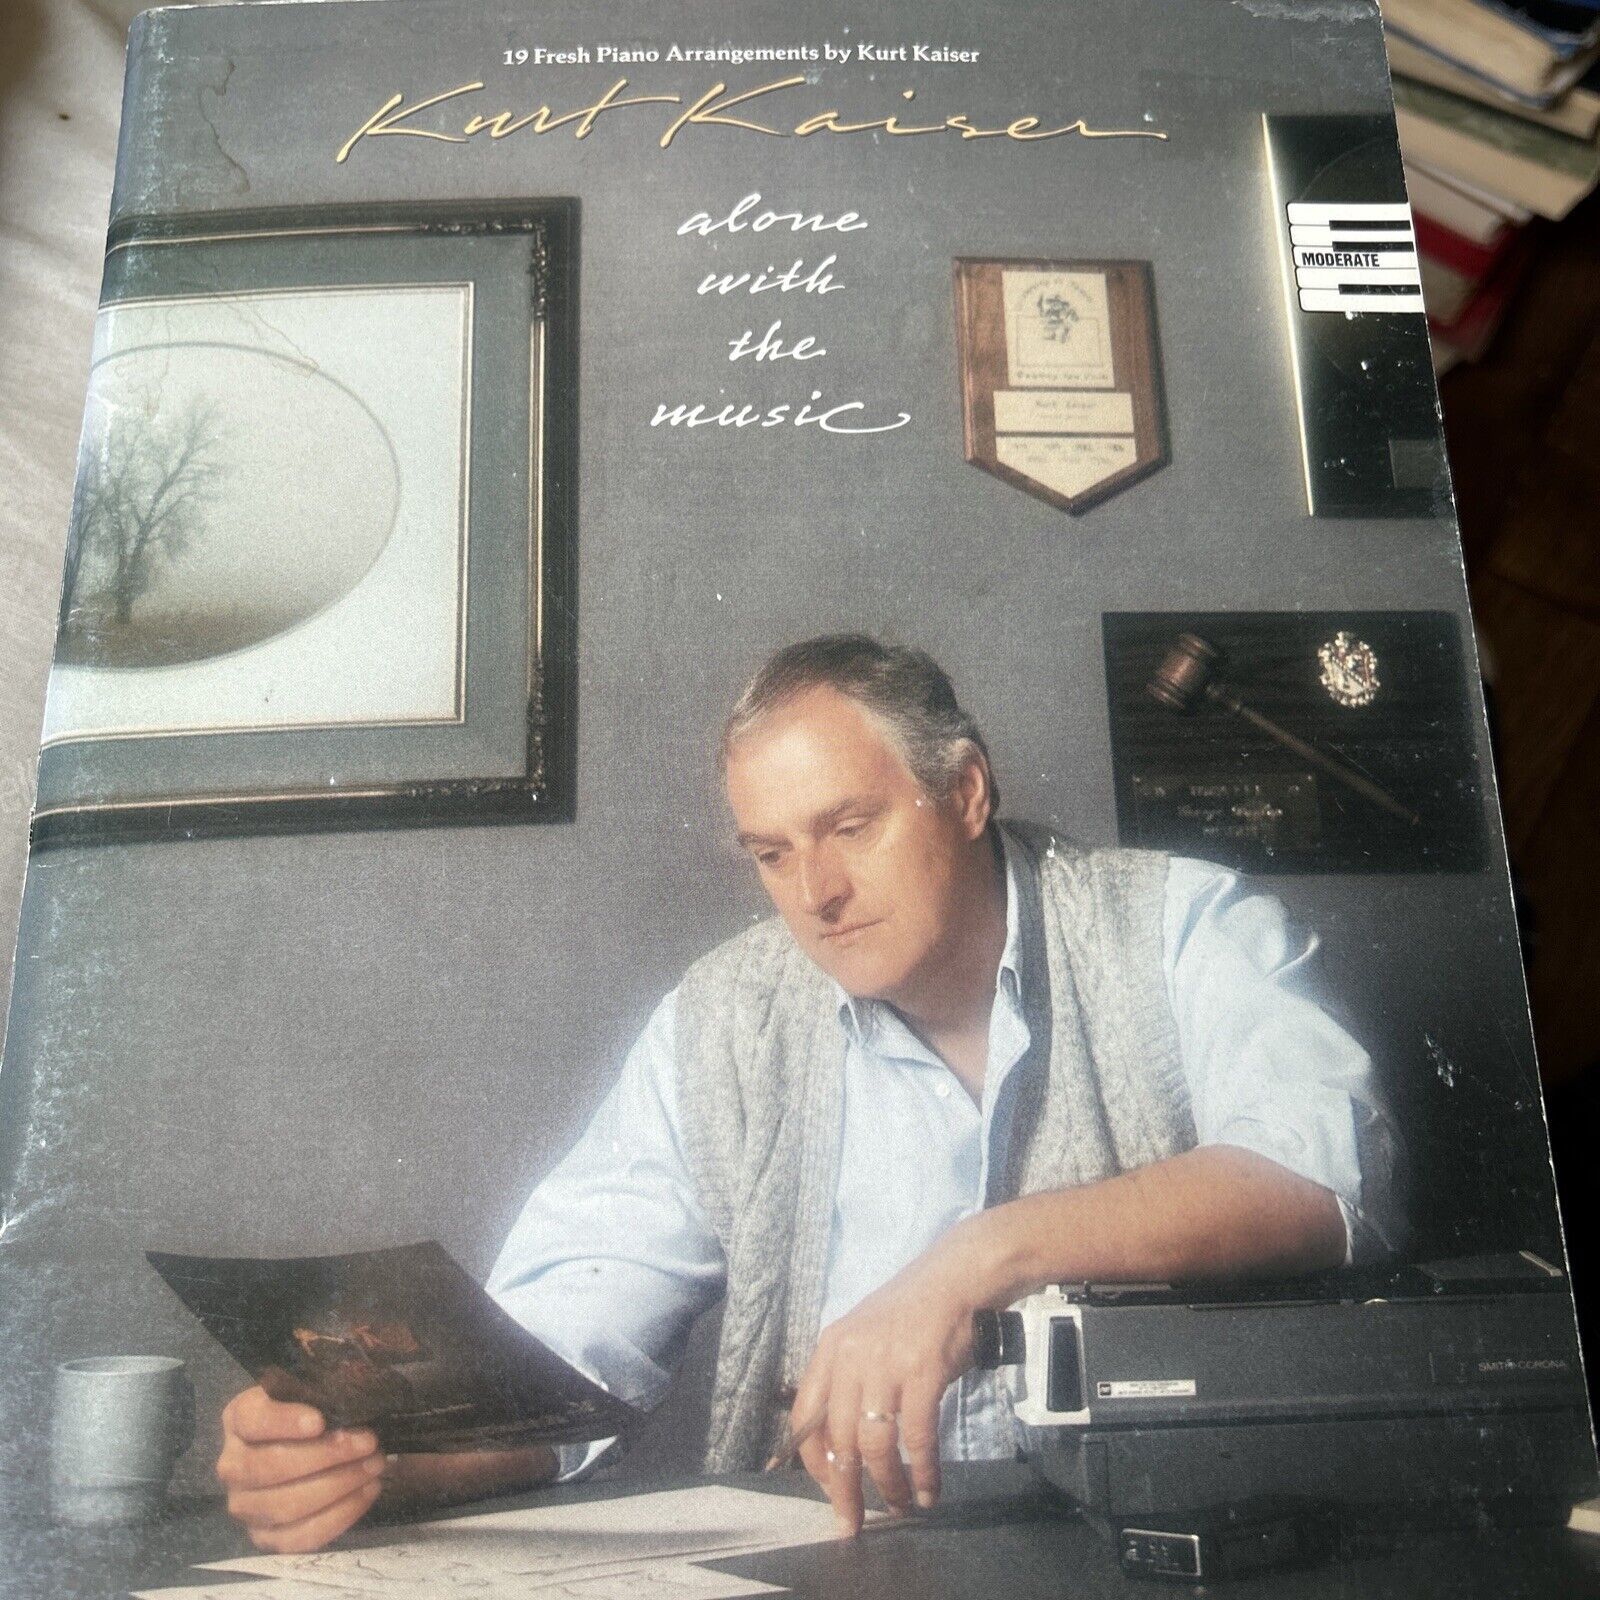 19 Fresh Piano Arrangements by Kurt Kaiser
Kurt Kaiser
alone
with
the
music
MODERATE
SMITH-CORONA